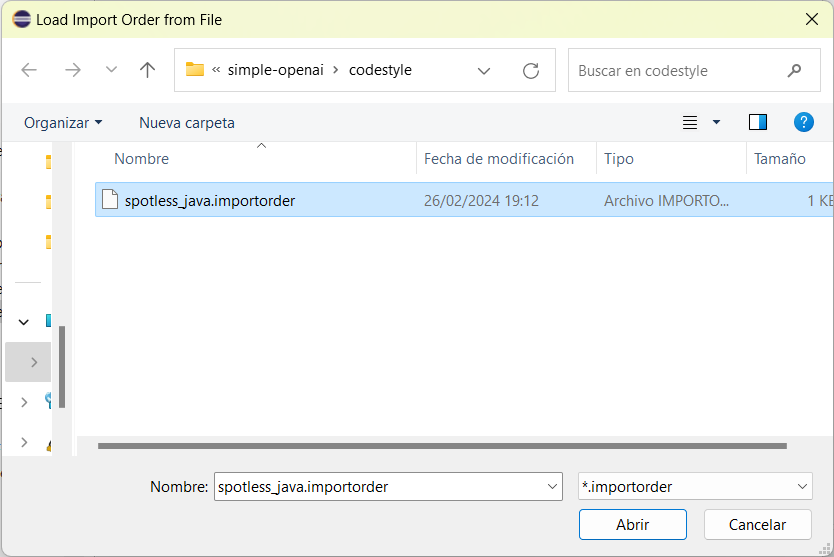 Load Import Order from File
« simple-openai › codestyle
Buscar en codestyle
Organizar
Nueva carpeta
?
Nombre
Fecha de modificación
Tipo
Tamaño
spotless_java.importorder
26/02/2024 19:12
Archivo IMPORTO...
1 KB
Nombre:
spotless_java.importorder
*.importorder
Abrir
Cancelar